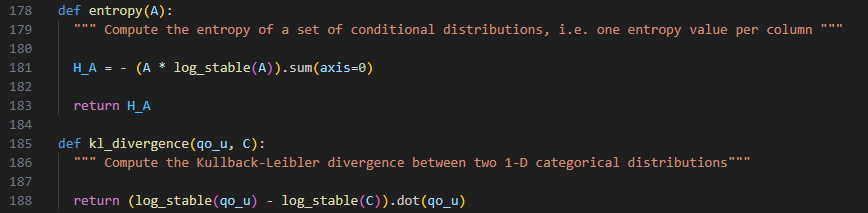 178 def entropy(A):
179 """ Compute the entropy of a set of conditional distributions, i.e. one entropy value per column """
180
181 H_A = - (A * log_stable(A)).sum(axis=0)
182
183 return H_A
184
185 def kl_divergence(qo_u, C):
186 """ Compute the Kullback-Leibler divergence between two 1-D categorical distributions"""
187
188 return (log_stable(qo_u) - log_stable(C)).dot(qo_u)